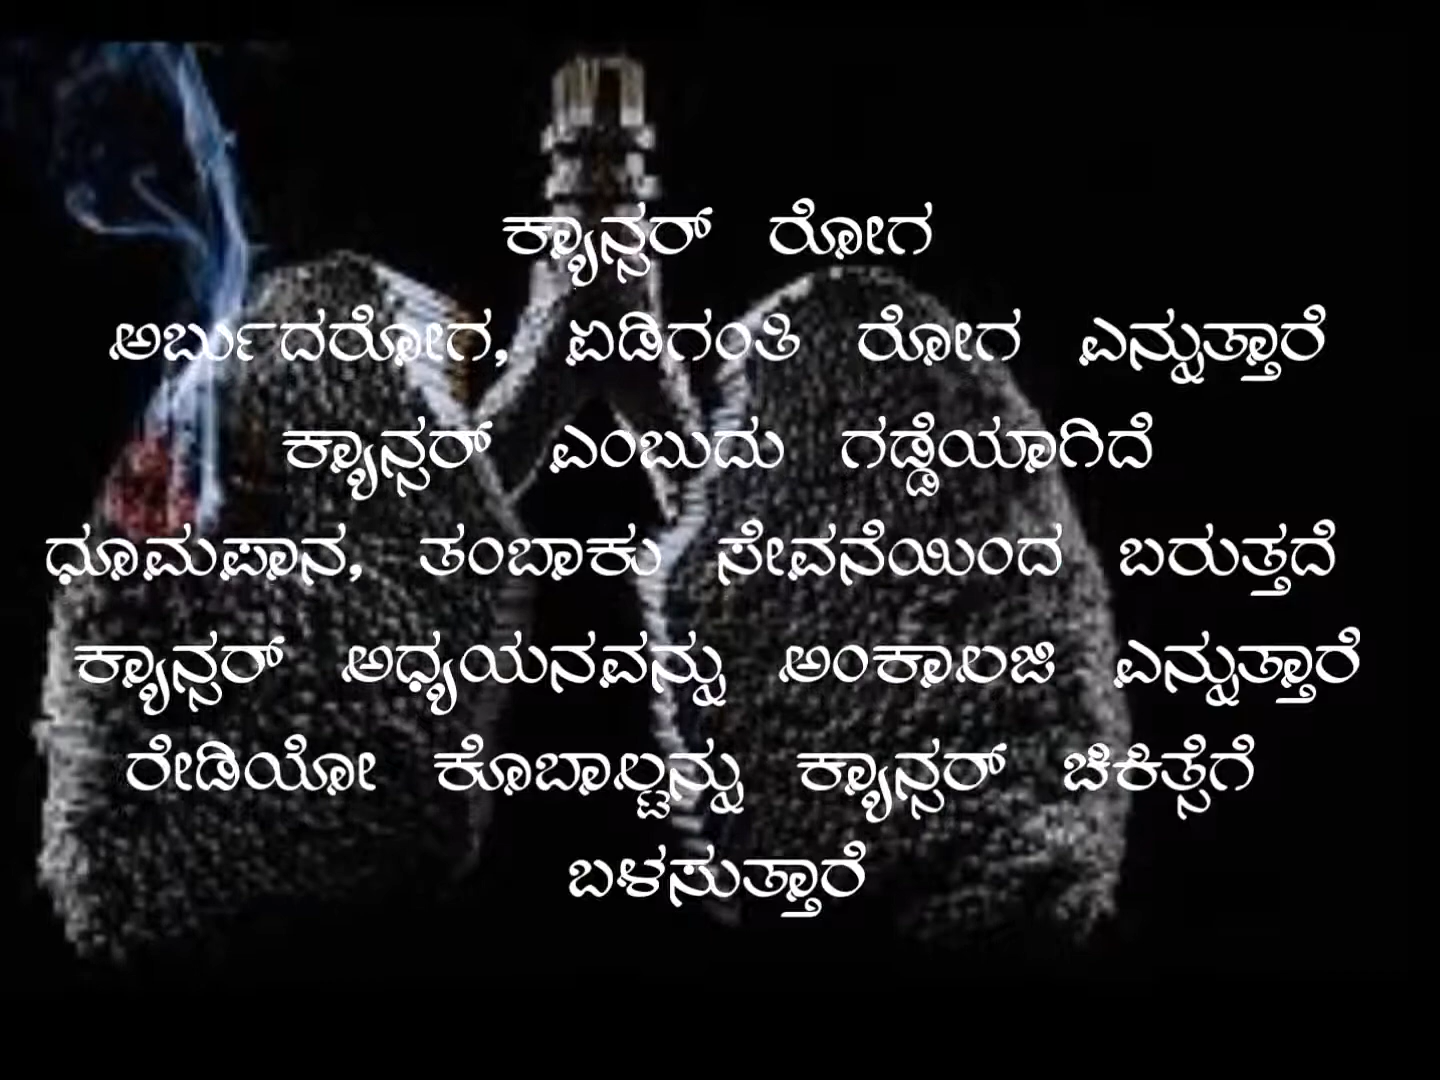 ಕ್ಯಾನ್ಸರ್ ರೋಗ
ಅರ್ಬುದರೋಗ, ಏಡಿಗಂತಿ ರೋಗ ಎನ್ನುತ್ತಾರೆ
ಕ್ಯಾನ್ಸರ್ ಎಂಬುದು ಗಡ್ಡೆಯಾಗಿದೆ
ಧೂಮಪಾನ, ತಂಬಾಕು ಸೇವನೆಯಿಂದ ಬರುತ್ತದೆ
ಕ್ಯಾನ್ಸರ್ ಅಧ್ಯಯನವನ್ನು ಅಂಕಾಲಜಿ ಎನ್ನುತ್ತಾರೆ
ರೇಡಿಯೋ ಕೊಬಾಲ್ಟನ್ನು ಕ್ಯಾನ್ಸರ್ ಚಿಕಿತ್ಸೆಗೆ
ಬಳಸುತ್ತಾರೆ